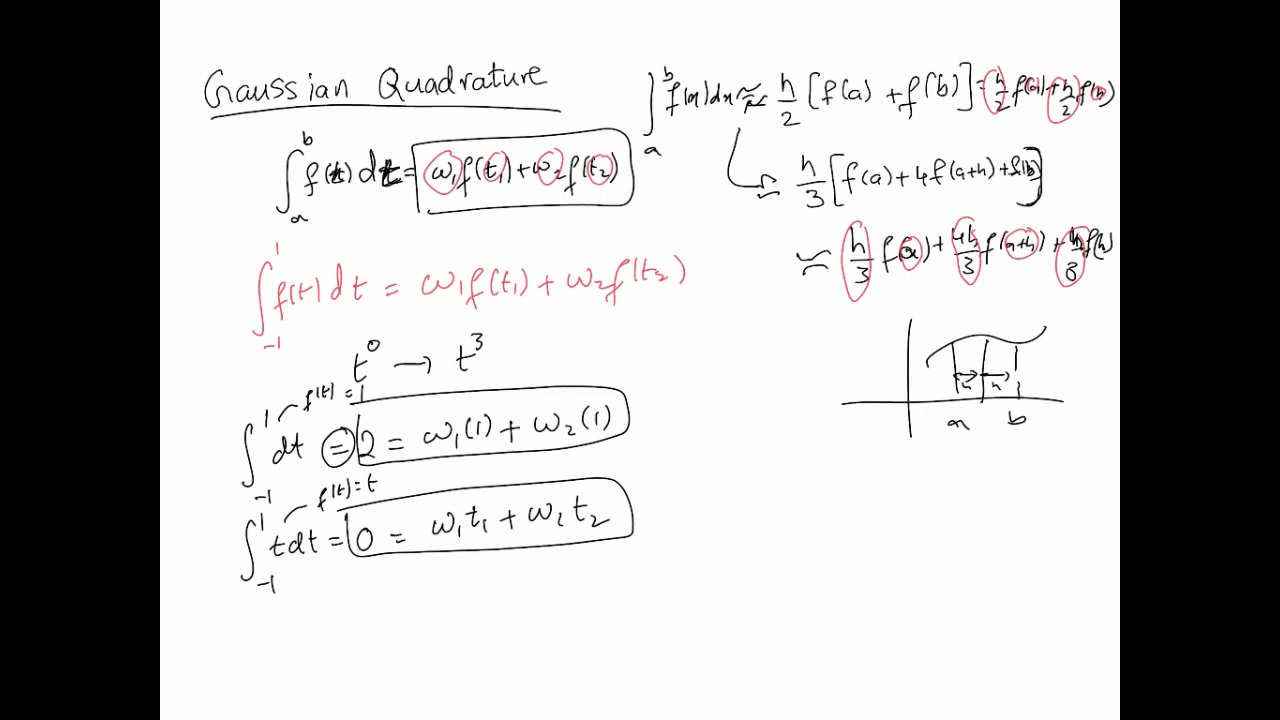 Gaussian Quadrature
∫_a^b f(t) dt = ω₁f(t₁) + ω₂f(t₂)
∫_{-1}^{1} f(t) dt = ω₁f(t₁) + ω₂f(t₂)
t⁰ → t³
f(t) = 1
∫_{-1}^{1} dt = 2 = ω₁(1) + ω₂(1)
f(t) = t
∫_{-1}^{1} t dt = 0 = ω₁t₁ + ω₂t₂
∫_a^b f(x) dx ≈ h/2 [f(a) + f(b)] = h/2 f(a) + h/2 f(b)
≈ h/3 [f(a) + 4f(a+h) + f(b)]
≈ h/3 f(a) + 4h/3 f(a+h) + h/3 f(b)
h h
a b